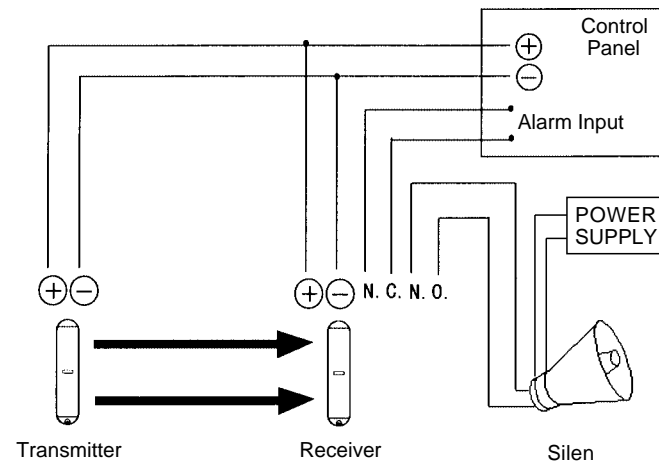 Control
Panel
+
−
Alarm Input
POWER
SUPPLY
+ − + − N. C. N. O.
Transmitter Receiver Silen